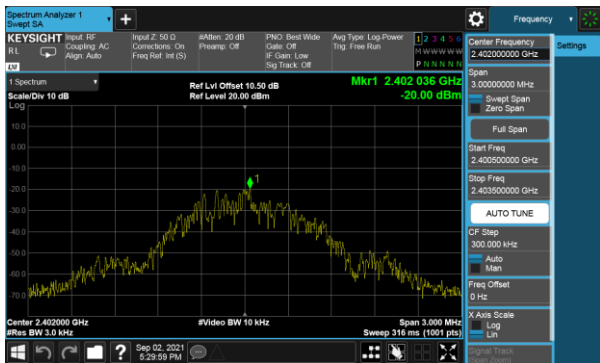 Spectrum Analyzer 1
Swept SA
Frequency
KEYSIGHT
RL
Input: RF
Coupling: AC
Align: Auto
Input Z: 50 Ω
Corrections: On
Freq Ref: Int (S)
#Atten: 20 dB
Preamp: Off
PNO: Best Wide
Gate: Off
IF Gain: Low
Sig Track: Off
Avg Type: Log-Power
Trig: Free Run
1 2 3 4 5 6
M W W W W W
P N N N N N
LXI
1 Spectrum
Scale/Div 10 dB
Ref Lvl Offset 10.50 dB
Ref Level 20.00 dBm
Mkr1 2.402 036 GHz
-20.00 dBm
Log
10.0
0.00
-10.0
-20.0
-30.0
-40.0
-50.0
-60.0
-70.0
1
Center 2.402000 GHz
#Res BW 3.0 kHz
#Video BW 10 kHz
Span 3.000 MHz
Sweep 316 ms (1001 pts)
Sep 02, 2021
5:29:59 PM
Center Frequency
2.402000000 GHz
Span
3.00000000 MHz
Swept Span
Zero Span
Full Span
Start Freq
2.400500000 GHz
Stop Freq
2.403500000 GHz
AUTO TUNE
CF Step
300.000 kHz
Auto
Man
Freq Offset
0 Hz
X Axis Scale
Log
Lin
Signal Track
(Span Zoom)
Settings